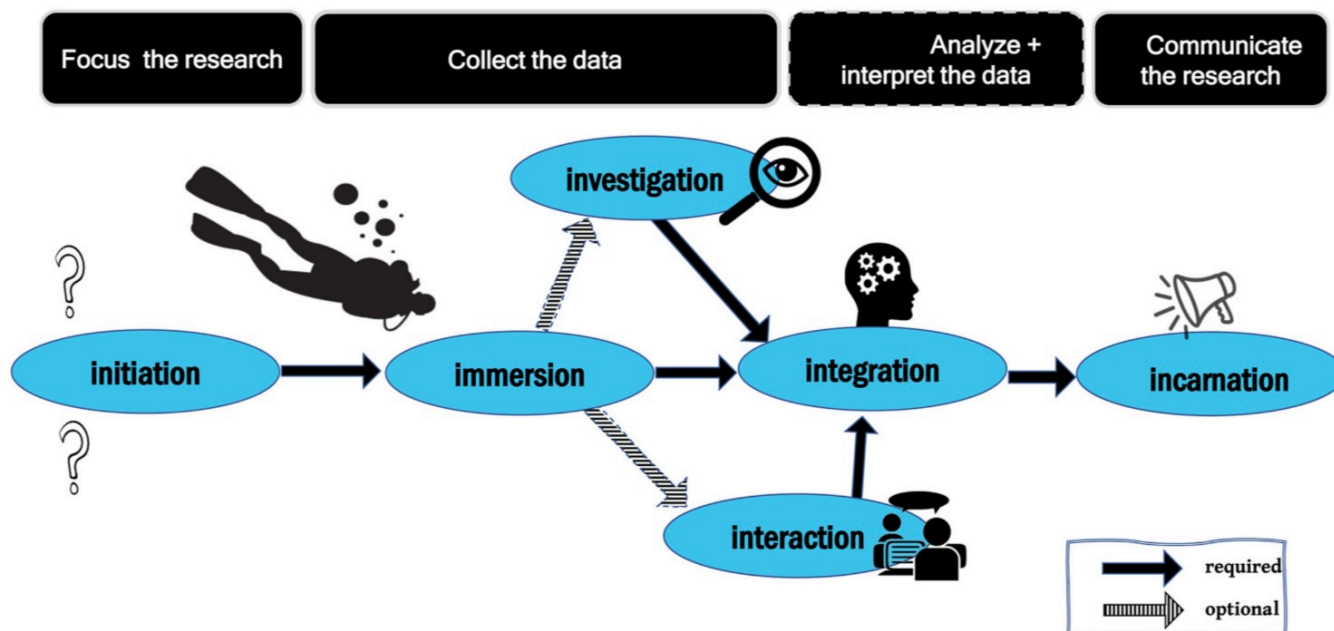 Focus the research
Collect the data
Analyze +
interpret the data
Communicate
the research
investigation
?
initiation
immersion
integration
incarnation
?
interaction
required
optional